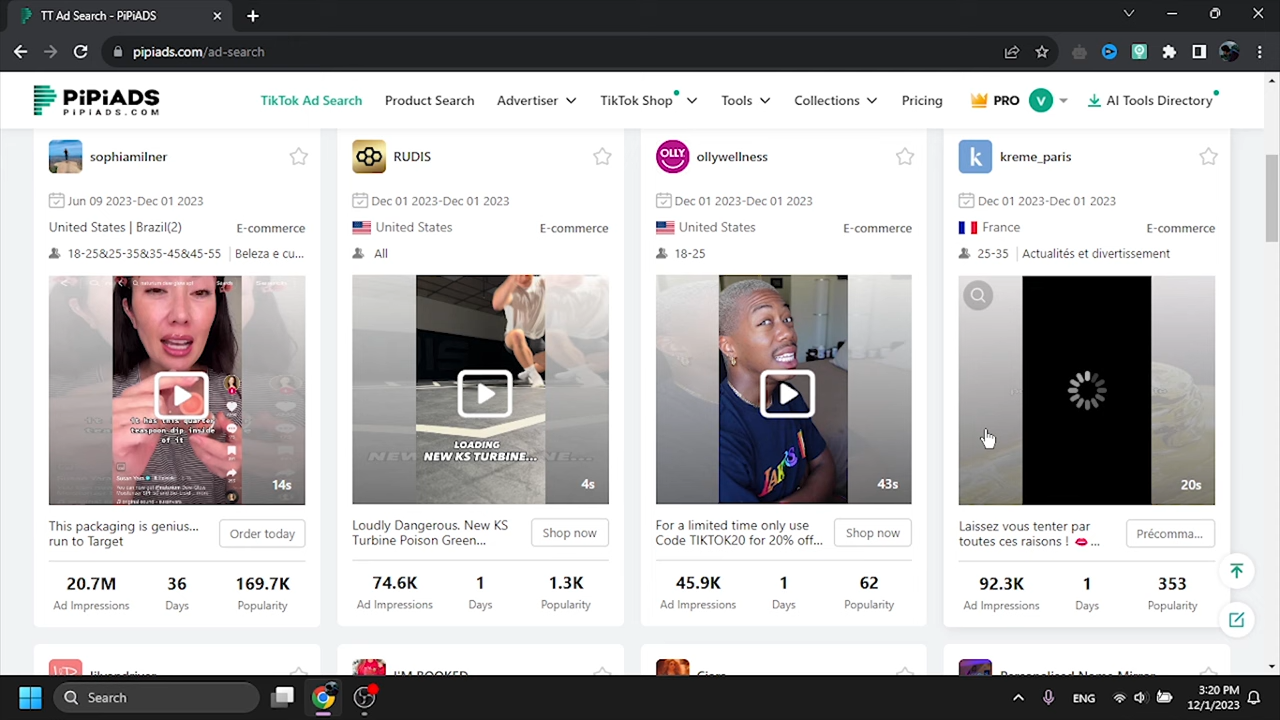 TT Ad Search - PiPiADS
pipiads.com/ad-search
PiPiADS
PIPIADS.COM
TikTok Ad Search
Product Search
Advertiser
TikTok Shop
Tools
Collections
Pricing
PRO
V
AI Tools Directory
sophiamilner
Jun 09 2023-Dec 01 2023
United States | Brazil(2)
E-commerce
18-25&25-35&35-45&45-55
Beleza e cu...
it has this quarter
teaspoon dip inside
of it
14s
This packaging is genius...
run to Target
Order today
20.7M
36
169.7K
Ad Impressions
Days
Popularity
RUDIS
Dec 01 2023-Dec 01 2023
United States
E-commerce
All
LOADING
NEW KS TURBINE...
4s
Loudly Dangerous. New KS
Turbine Poison Green...
Shop now
74.6K
1
1.3K
Ad Impressions
Days
Popularity
OLLY
ollywellness
Dec 01 2023-Dec 01 2023
United States
E-commerce
18-25
43s
For a limited time only use
Code TIKTOK20 for 20% off...
Shop now
45.9K
1
62
Ad Impressions
Days
Popularity
k
kreme_paris
Dec 01 2023-Dec 01 2023
France
E-commerce
25-35
Actualités et divertissement
20s
Laissez vous tenter par
toutes ces raisons ! 👄 ...
Précomma...
92.3K
1
353
Ad Impressions
Days
Popularity
Search
ENG
3:20 PM
12/1/2023